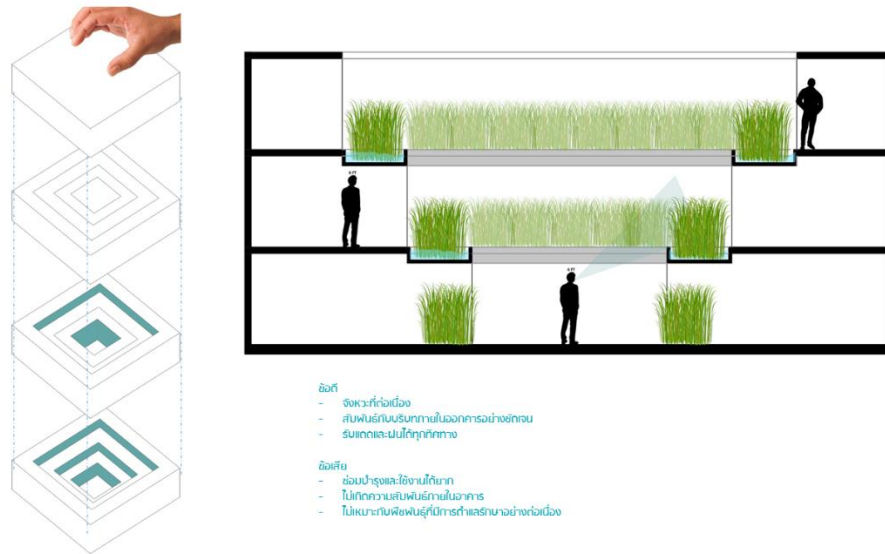 6 FT
6 FT
ข้อดี
- จังหวะที่ต่อเนื่อง
- สัมพันธ์กับบริบทภายในออกคารอย่างชัดเจน
- รับแดดและฝนได้ทุกทิศทาง
ข้อเสีย
- ซ่อมบำรุงและใช้งานได้ยาก
- ไม่เกิดความสัมพันธ์ภายในอาคาร
- ไม่เหมาะกับพืชพันธุ์ที่มีการดำแลรักษาอย่างต่อเนื่อง